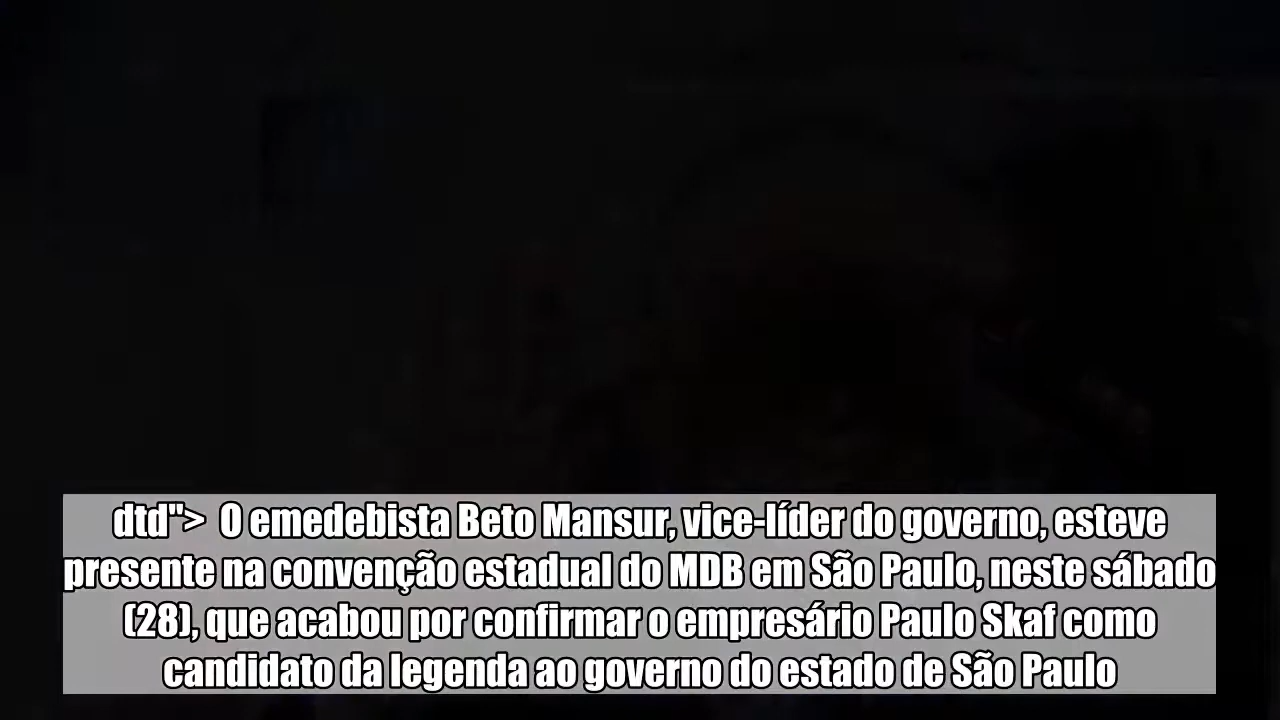 dtd"> O emedebista Beto Mansur, vice-líder do governo, esteve
presente na convenção estadual do MDB em São Paulo, neste sábado
(28), que acabou por confirmar o empresário Paulo Skaf como
candidato da legenda ao governo do estado de São Paulo